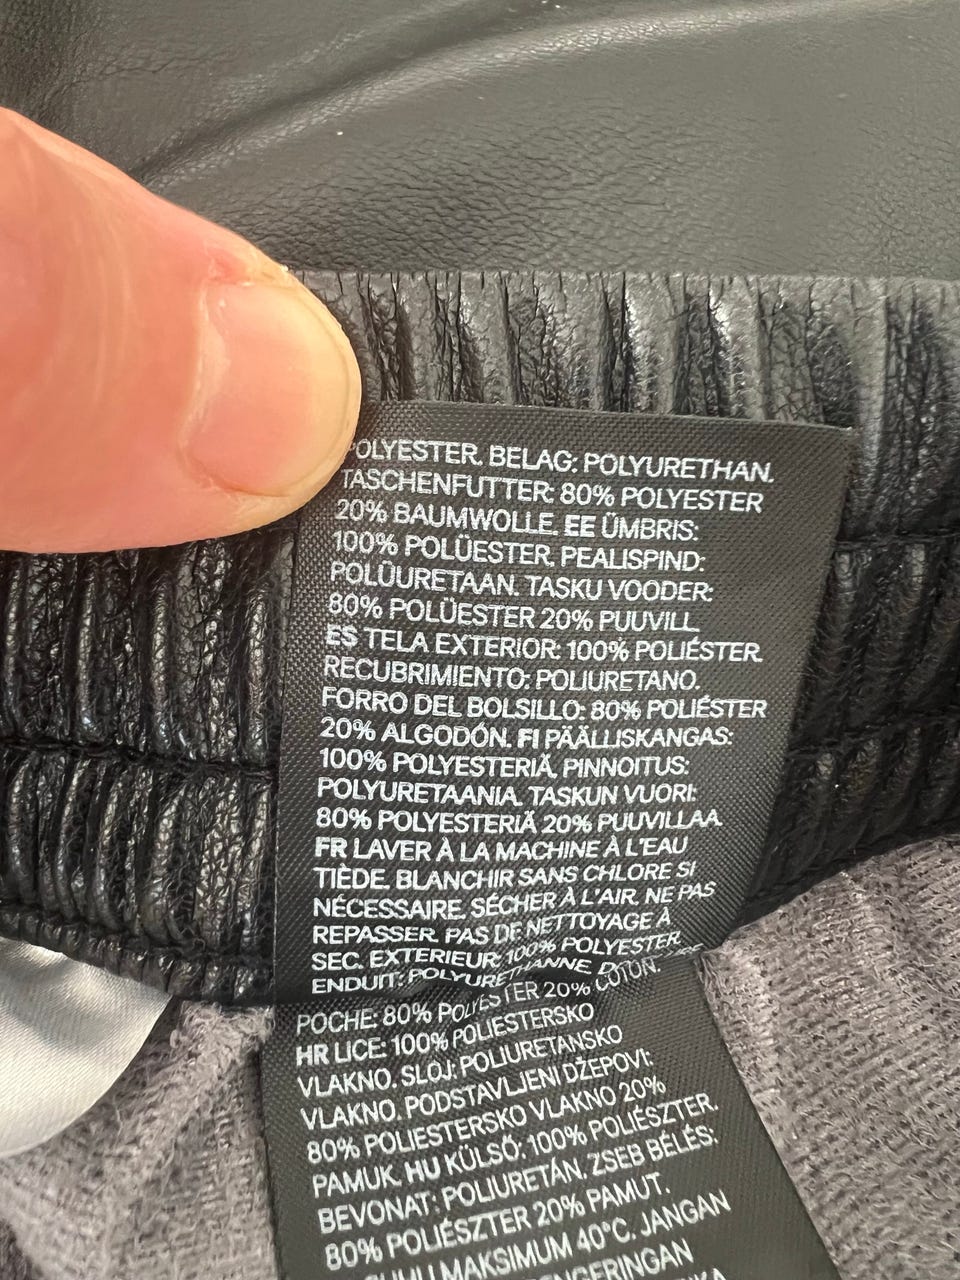 POLYESTER. BELAG: POLYURETHAN.
TASCHENFUTTER: 80% POLYESTER
20% BAUMWOLLE. EE ÜMBRIS:
100% POLÜESTER. PEALISPIND:
POLÜURETAAN. TASKU VOODER:
80% POLÜESTER 20% PUUVILL
ES TELA EXTERIOR: 100% POLIÉSTER.
RECUBRIMIENTO: POLIURETANO.
FORRO DEL BOLSILLO: 80% POLIÉSTER
20% ALGODÓN. FI PÄÄLLISKANGAS:
100% POLYESTERIÄ. PINNOITUS:
POLYURETAANIA. TASKUN VUORI:
80% POLYESTERIÄ 20% PUUVILLAA.
FR LAVER À LA MACHINE À L'EAU
TIÈDE. BLANCHIR SANS CHLORE SI
NÉCESSAIRE. SÉCHER À L'AIR. NE PAS
REPASSER. PAS DE NETTOYAGE À
SEC. EXTERIEUR: 100% POLYESTER.
ENDUIT: POLYURETHANNE.
POCHE: 80% POLYESTER 20% COTON.
HR LICE: 100% POLIESTERSKO
VLAKNO. SLOJ: POLIURETANSKO
VLAKNO. PODSTAVLJENI DŽEPOVI:
80% POLIESTERSKO VLAKNO 20%
PAMUK. HU KÜLSŐ: 100% POLIÉSZTER.
BEVONAT: POLIURETÁN. ZSEB BÉLÉS:
80% POLIÉSZTER 20% PAMUT.
MAKSIMUM 40°C. JANGAN